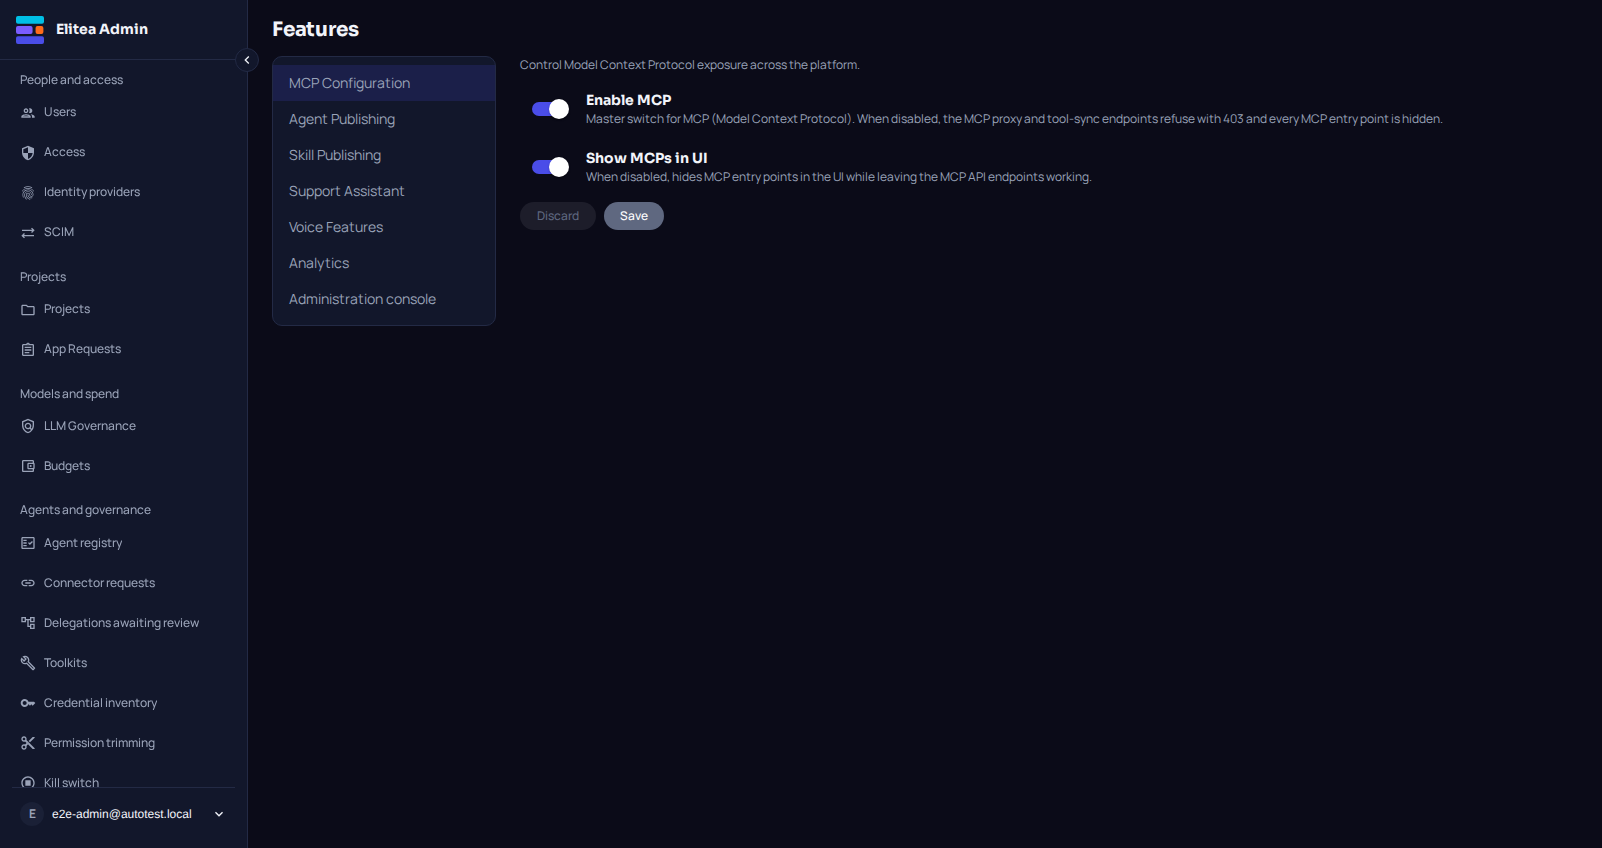 Elitea Admin
People and access
Users
Access
Identity providers
SCIM
Projects
Projects
App Requests
Models and spend
LLM Governance
Budgets
Agents and governance
Agent registry
Connector requests
Delegations awaiting review
Toolkits
Credential inventory
Permission trimming
Kill switch
E e2e-admin@autotest.local
Features
MCP Configuration
Agent Publishing
Skill Publishing
Support Assistant
Voice Features
Analytics
Administration console
Control Model Context Protocol exposure across the platform.
Enable MCP
Master switch for MCP (Model Context Protocol). When disabled, the MCP proxy and tool-sync endpoints refuse with 403 and every MCP entry point is hidden.
Show MCPs in UI
When disabled, hides MCP entry points in the UI while leaving the MCP API endpoints working.
Discard Save